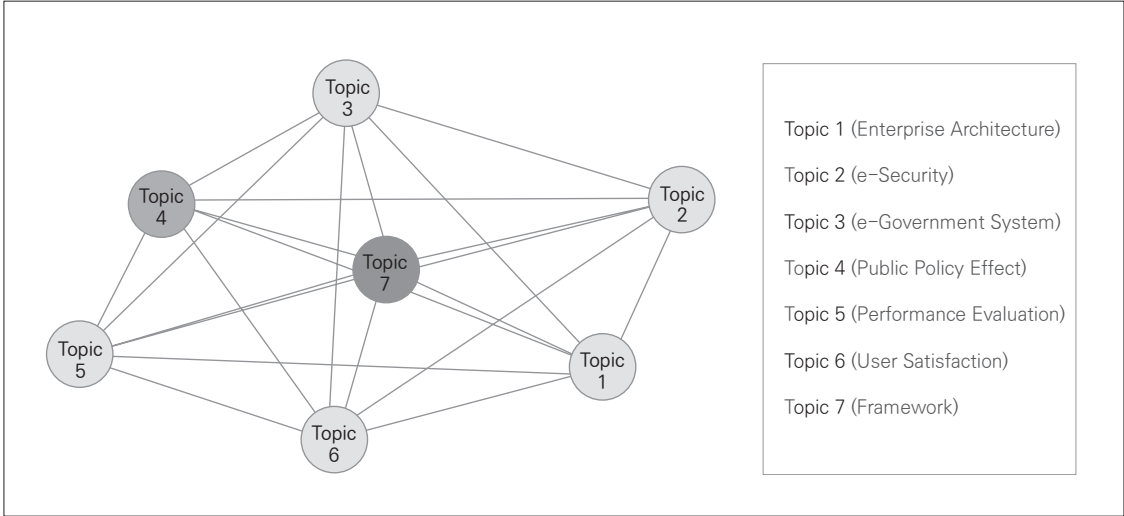 Topic
3
Topic
4
Topic
2
Topic
7
Topic
5
Topic
1
Topic
6
Topic 1 (Enterprise Architecture)
Topic 2 (e-Security)
Topic 3 (e-Government System)
Topic 4 (Public Policy Effect)
Topic 5 (Performance Evaluation)
Topic 6 (User Satisfaction)
Topic 7 (Framework)